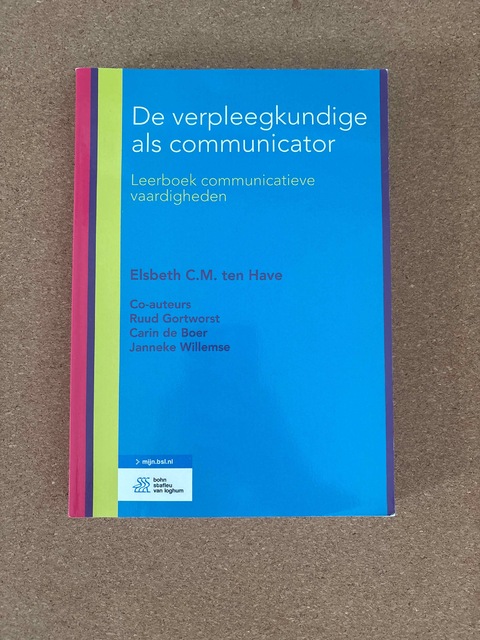 De verpleegkundige
als communicator
Leerboek communicatieve
vaardigheden
Elsbeth C.M. ten Have
Co-auteurs
Ruud Gortworst
Carin de Boer
Janneke Willemse
> mijn.bsl.nl
bohn
stafleu
van loghum